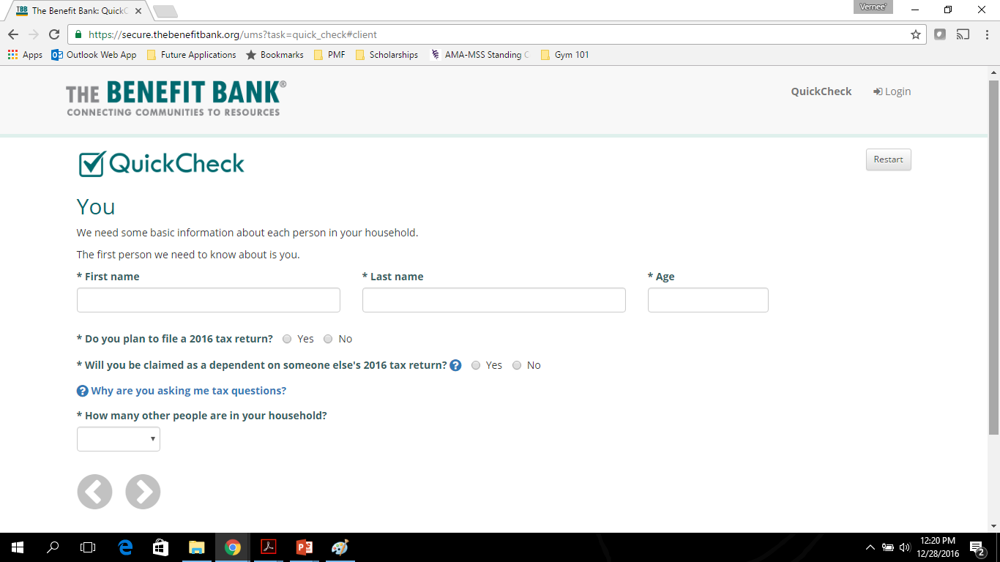 TBB The Benefit Bank: QuickC
Vernee'
https://secure.thebenefitbank.org/ums?task=quick_check#client
Apps Outlook Web App Future Applications Bookmarks PMF Scholarships AMA-MSS Standing C Gym 101
THE BENEFIT BANK®
CONNECTING COMMUNITIES TO RESOURCES
QuickCheck Login
QuickCheck
Restart
You
We need some basic information about each person in your household.
The first person we need to know about is you.
* First name * Last name * Age
* Do you plan to file a 2016 tax return? Yes No
* Will you be claimed as a dependent on someone else's 2016 tax return? ? Yes No
? Why are you asking me tax questions?
* How many other people are in your household?
12:20 PM
12/28/2016
2